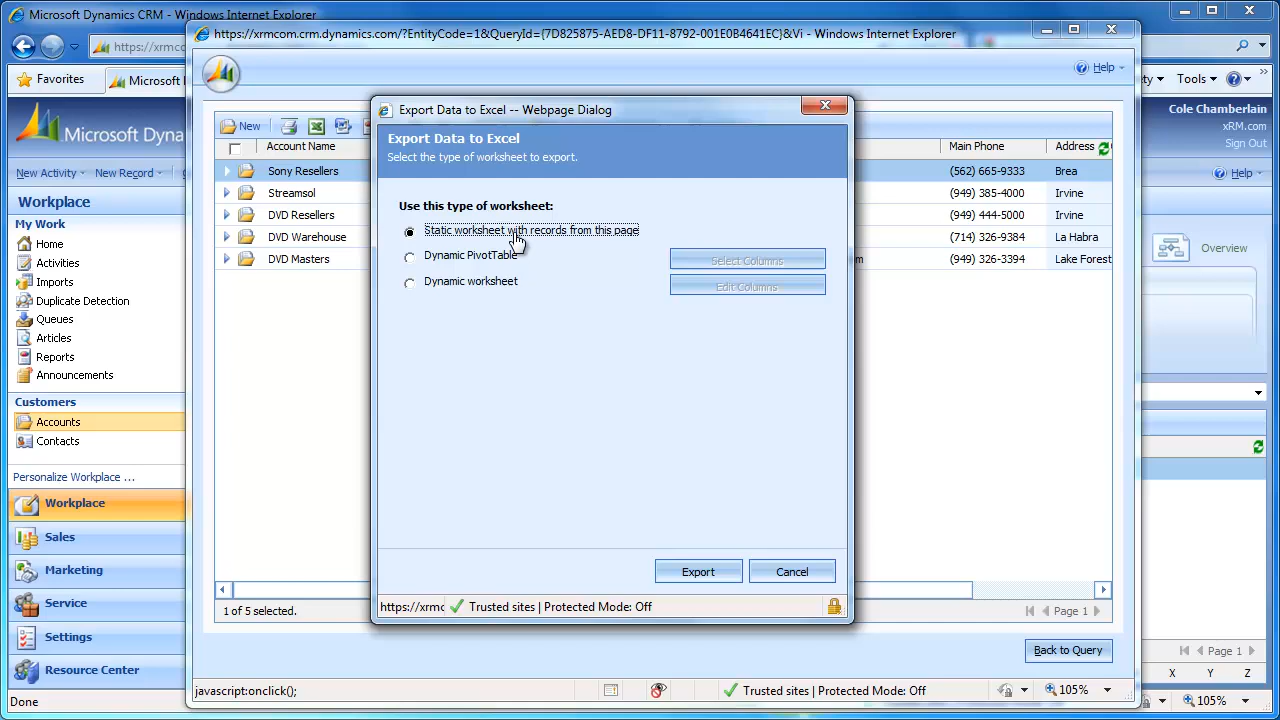 Microsoft Dynamics CRM - Windows Internet Explorer
https://xrmcom.crm.dynamics.com/?EntityCode=1&QueryId={7D825875-AED8-DF11-8792-001E0B4641EC}&Vi - Windows Internet Explorer
https://xrm
Favorites
Microsoft D
Tools
Help
Microsoft Dyna
Cole Chamberlain
xRM.com
Sign Out
New Activity
New Record
Help
Workplace
My Work
Home
Activities
Imports
Duplicate Detection
Queues
Articles
Reports
Announcements
Customers
Accounts
Contacts
Personalize Workplace ...
Workplace
Sales
Marketing
Service
Settings
Resource Center
Done
New
Account Name
Main Phone
Address
Sony Resellers
(562) 665-9333
Brea
Streamsol
(949) 385-4000
Irvine
DVD Resellers
(949) 444-5000
Irvine
DVD Warehouse
(714) 326-9384
La Habra
DVD Masters
(949) 326-3394
Lake Forest
Overview
Export Data to Excel -- Webpage Dialog
Export Data to Excel
Select the type of worksheet to export.
Use this type of worksheet:
Static worksheet with records from this page
Dynamic PivotTable
Select Columns
Dynamic worksheet
Edit Columns
Export
Cancel
https://xrmc
Trusted sites | Protected Mode: Off
1 of 5 selected.
Page 1
Back to Query
Page 1
X Y Z
javascript:onclick();
Trusted sites | Protected Mode: Off
105%
105%